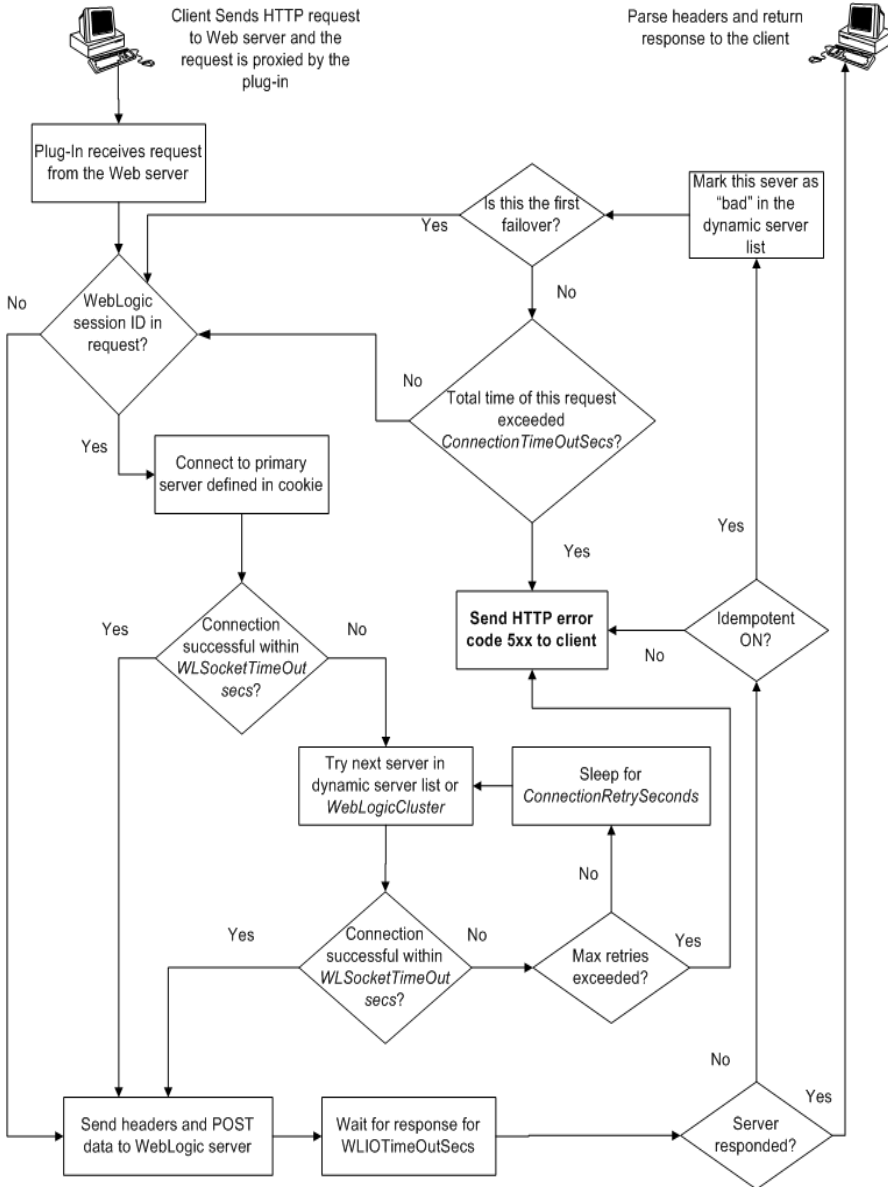 Client Sends HTTP request
to Web server and the
request is proxied by the
plug-in
Parse headers and return
response to the client
Plug-In receives request
from the Web server
Is this the first
failover?
Mark this sever as
“bad” in the
dynamic server
list
Yes
No
No
WebLogic
session ID in
request?
No
Total time of this request
exceeded
ConnectionTimeOutSecs?
Yes
Connect to primary
server defined in cookie
Yes
Yes
Yes
Connection
successful within
WLSocketTimeOut
secs?
No
Send HTTP error
code 5xx to client
No
Idempotent
ON?
Try next server in
dynamic server list or
WebLogicCluster
Sleep for
ConnectionRetrySeconds
No
Yes
Connection
successful within
WLSocketTimeOut
secs?
No
Max retries
exceeded?
Yes
No
Yes
Send headers and POST
data to WebLogic server
Wait for response for
WLIOTimeOutSecs
Server
responded?